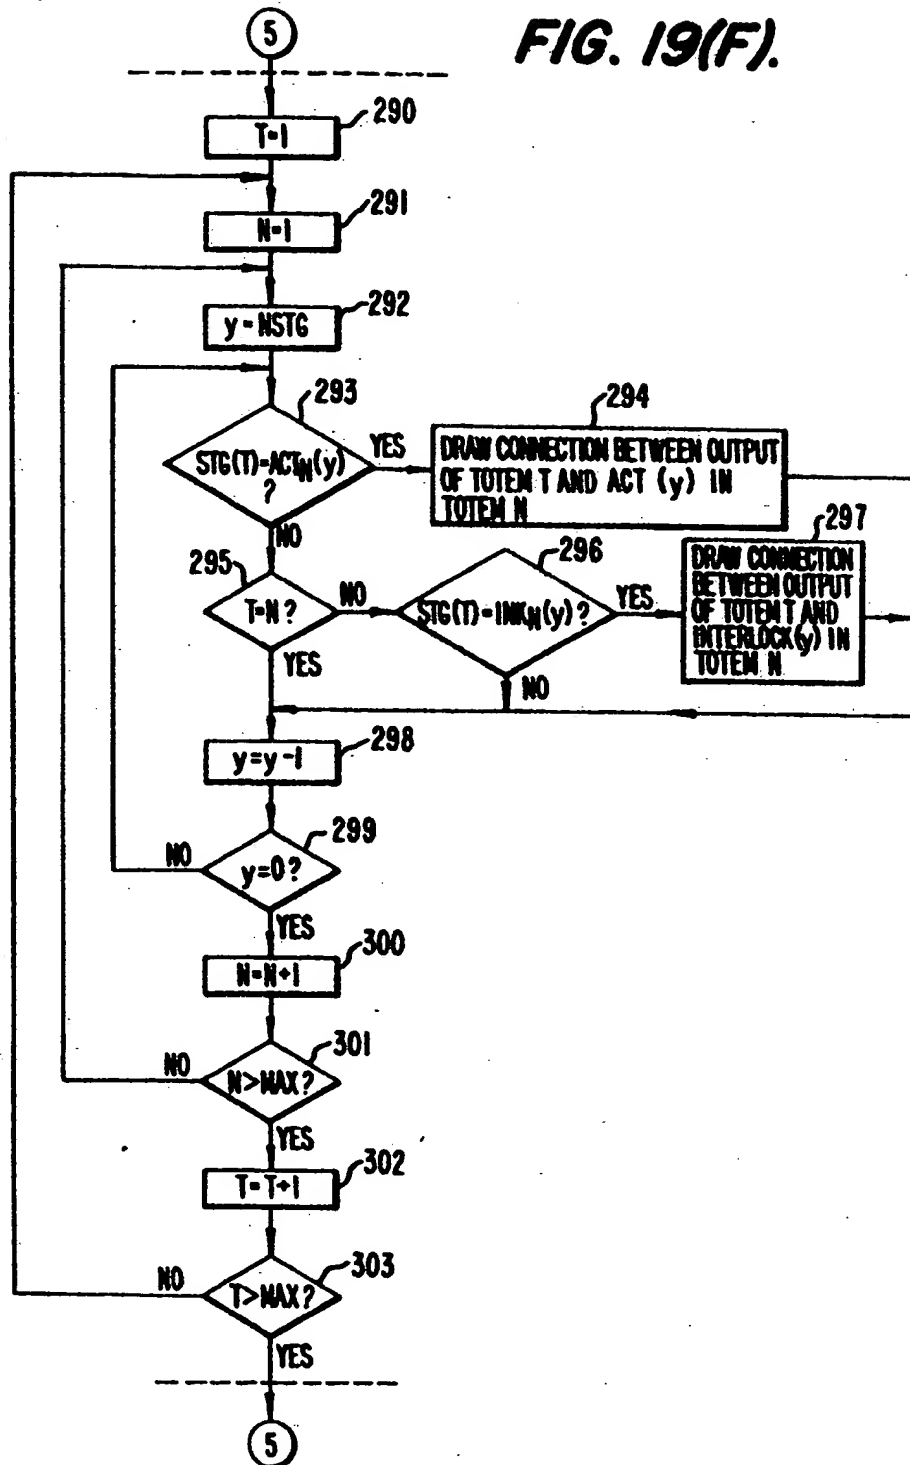 5
FIG. 19(F).
290
T=1
291
N=1
292
y=NSTG
293
STG(T)=ACTN(y)
?
YES
NO
294
DRAW CONNECTION BETWEEN OUTPUT
OF TOTEM T AND ACT (y) IN
TOTEM N
295
T=N?
NO
YES
296
STG(T)=INKN(y)?
YES
NO
297
DRAW CONNECTION
BETWEEN OUTPUT
OF TOTEM T AND
INTERLOCK(y) IN
TOTEM N
298
y=y-1
299
y=0?
NO
YES
300
N=N+1
301
N>MAX?
NO
YES
302
T=T+1
303
T>MAX?
NO
YES
5